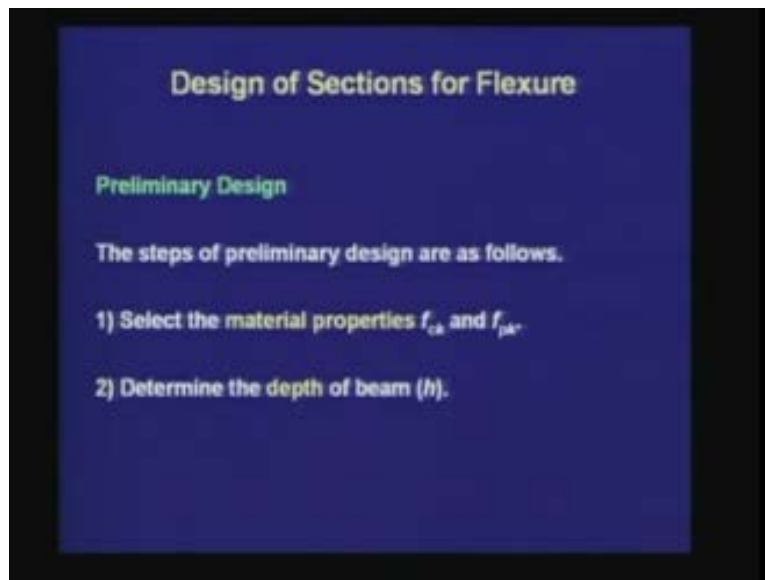 Design of Sections for Flexure
Preliminary Design
The steps of preliminary design are as follows.
1) Select the material properties fck and fpk.
2) Determine the depth of beam (h).